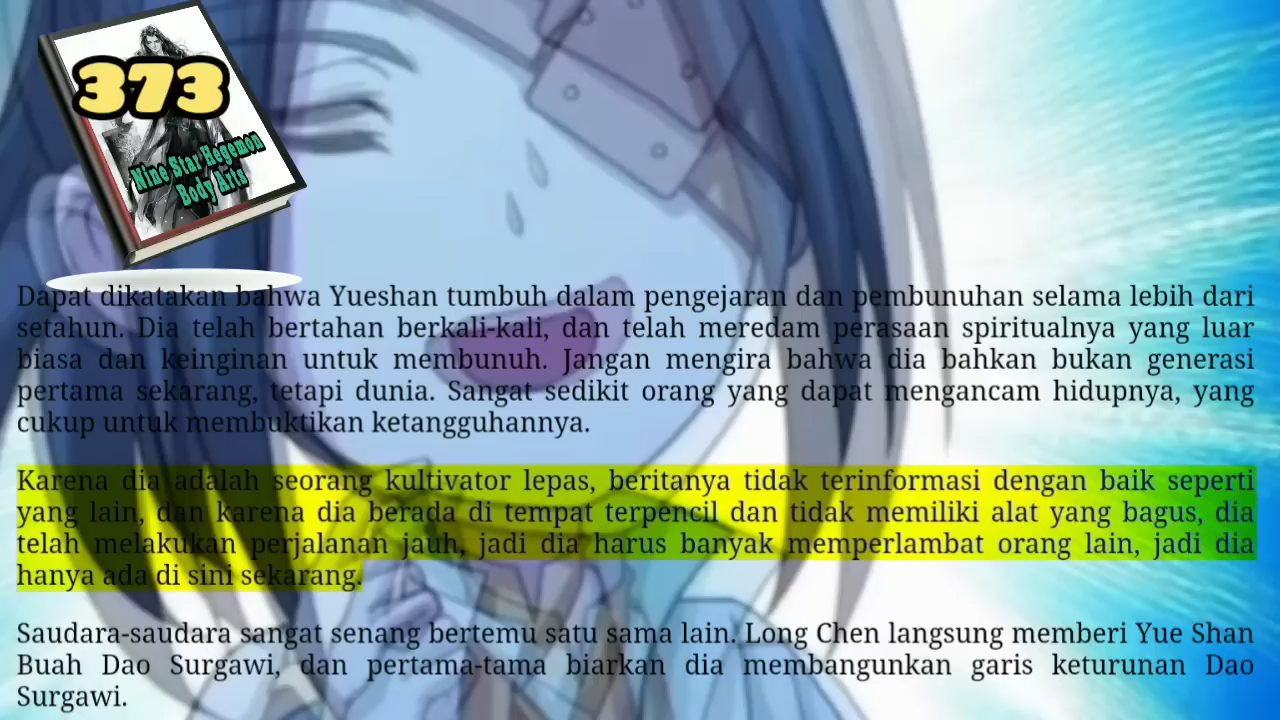 373
Nine Star Hegemon
Body Arts
Dapat dikatakan bahwa Yueshan tumbuh dalam pengejaran dan pembunuhan selama lebih dari
setahun. Dia telah bertahan berkali-kali, dan telah meredam perasaan spiritualnya yang luar
biasa dan keinginan untuk membunuh. Jangan mengira bahwa dia bahkan bukan generasi
pertama sekarang, tetapi dunia. Sangat sedikit orang yang dapat mengancam hidupnya, yang
cukup untuk membuktikan ketangguhannya.
Karena dia adalah seorang kultivator lepas, beritanya tidak terinformasi dengan baik seperti
yang lain, dan karena dia berada di tempat terpencil dan tidak memiliki alat yang bagus, dia
telah melakukan perjalanan jauh, jadi dia harus banyak memperlambat orang lain, jadi dia
hanya ada di sini sekarang.
Saudara-saudara sangat senang bertemu satu sama lain. Long Chen langsung memberi Yue Shan
Buah Dao Surgawi, dan pertama-tama biarkan dia membangunkan garis keturunan Dao
Surgawi.